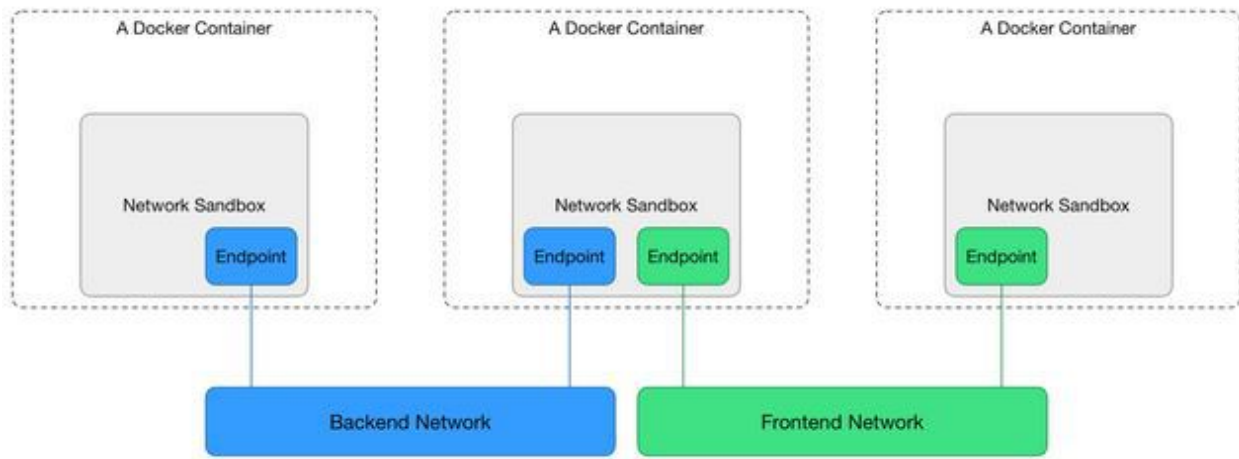 A Docker Container
A Docker Container
A Docker Container
Network Sandbox
Network Sandbox
Network Sandbox
Endpoint
Endpoint
Endpoint
Endpoint
Backend Network
Frontend Network